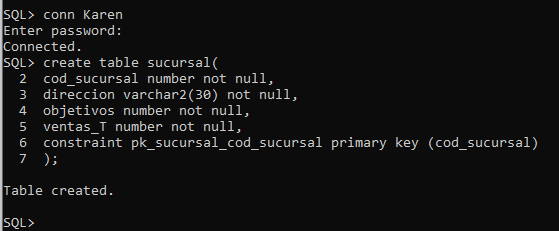 SQL> conn Karen
Enter password:
Connected.
SQL> create table sucursal(
  2  cod_sucursal number not null,
  3  direccion varchar2(30) not null,
  4  objetivos number not null,
  5  ventas_T number not null,
  6  constraint pk_sucursal_cod_sucursal primary key (cod_sucursal)
  7  );
Table created.
SQL>